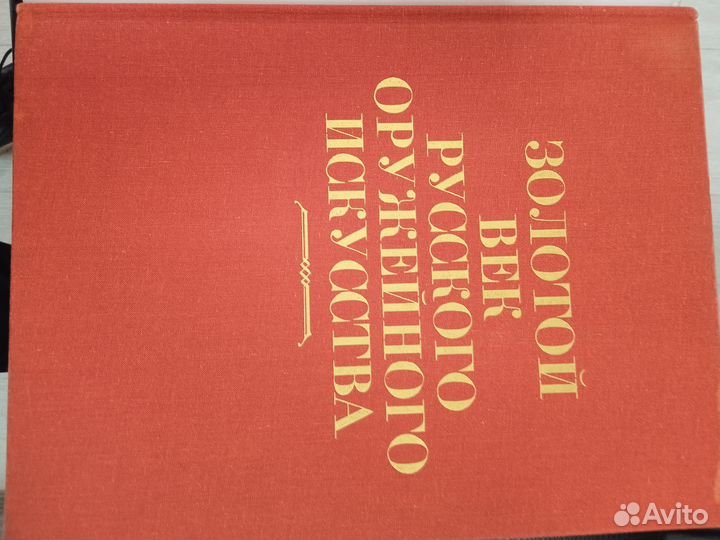 ЗОЛОТОЙ
ВЕК
РУССКОГО
ОРУЖЕЙНОГО
ИСКУССТВА
Avito